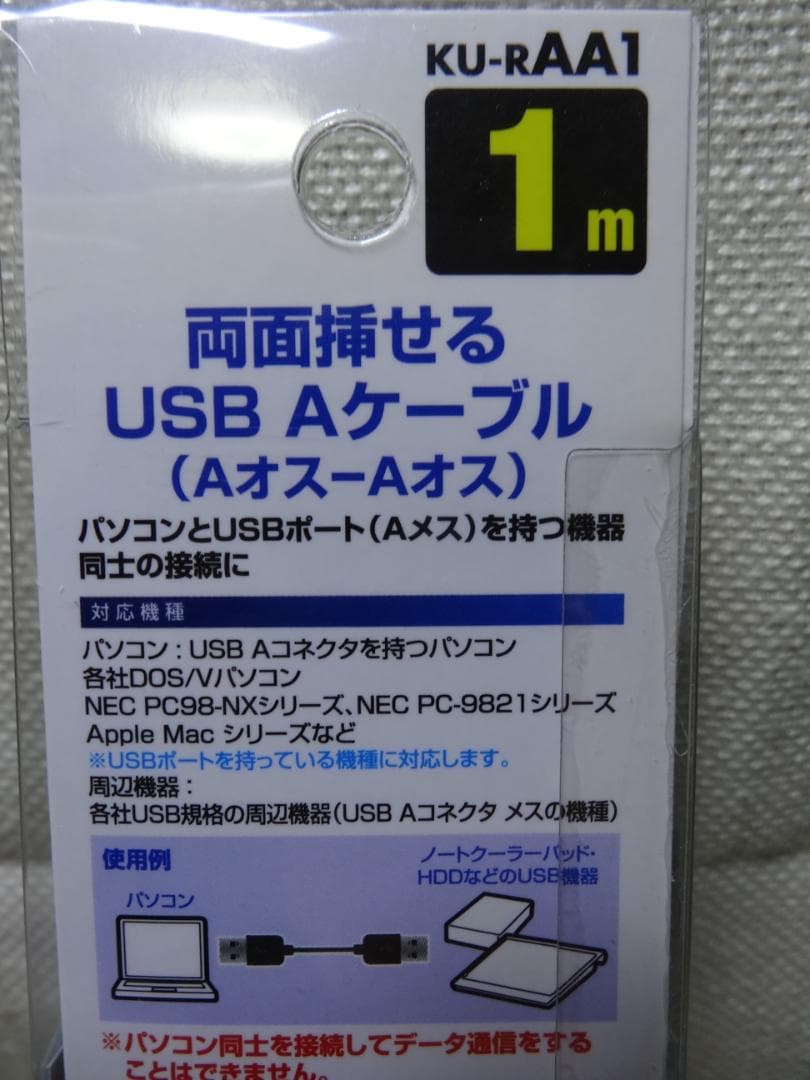 KU-RAA1
1m
両面挿せる
USB Aケーブル
（AオスーAオス）
パソコンとUSBポート（Aメス）を持つ機器
同士の接続に
対応機種
パソコン：USB Aコネクタを持つパソコン
各社DOS/Vパソコン
NEC PC98-NXシリーズ、NEC PC-9821シリーズ
Apple Mac シリーズなど
※USBポートを持っている機種に対応します。
周辺機器：
各社USB規格の周辺機器（USB Aコネクタ メスの機種）
使用例
ノートクーラーパッド・
HDDなどのUSB機器
パソコン
※パソコン同士を接続してデータ通信をする
ことはできません。